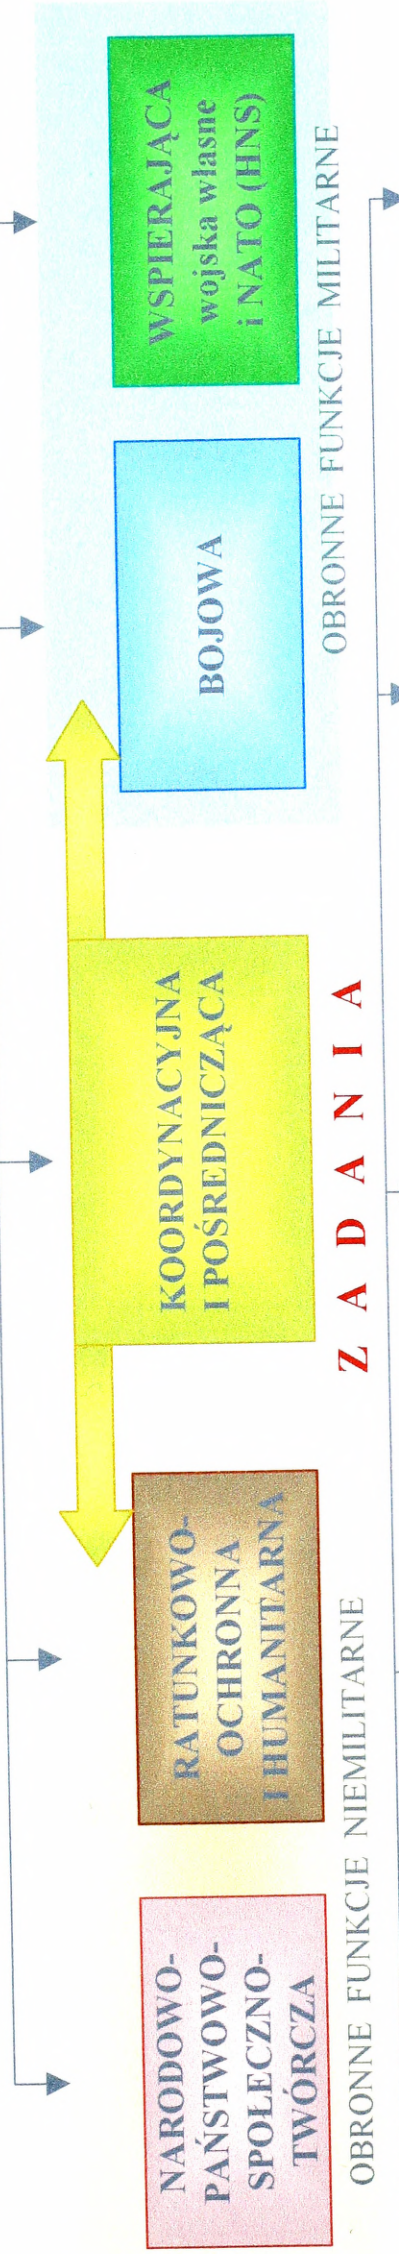 NARODOWO-
PAŃSTWOWO-
SPOŁECZNO-
TWÓRCZA
RATUNKOWO-
OCHRONNA
I HUMANITARNA
KOORDYNACYJNA
I POŚREDNICZĄCA
BOJOWA
WSPIERAJĄCA
wojska własne
i NATO (HNS)
OBRONNE FUNKCJE NIEMILITARNE
Z A D A N I A
OBRONNE FUNKCJE MILITARNE